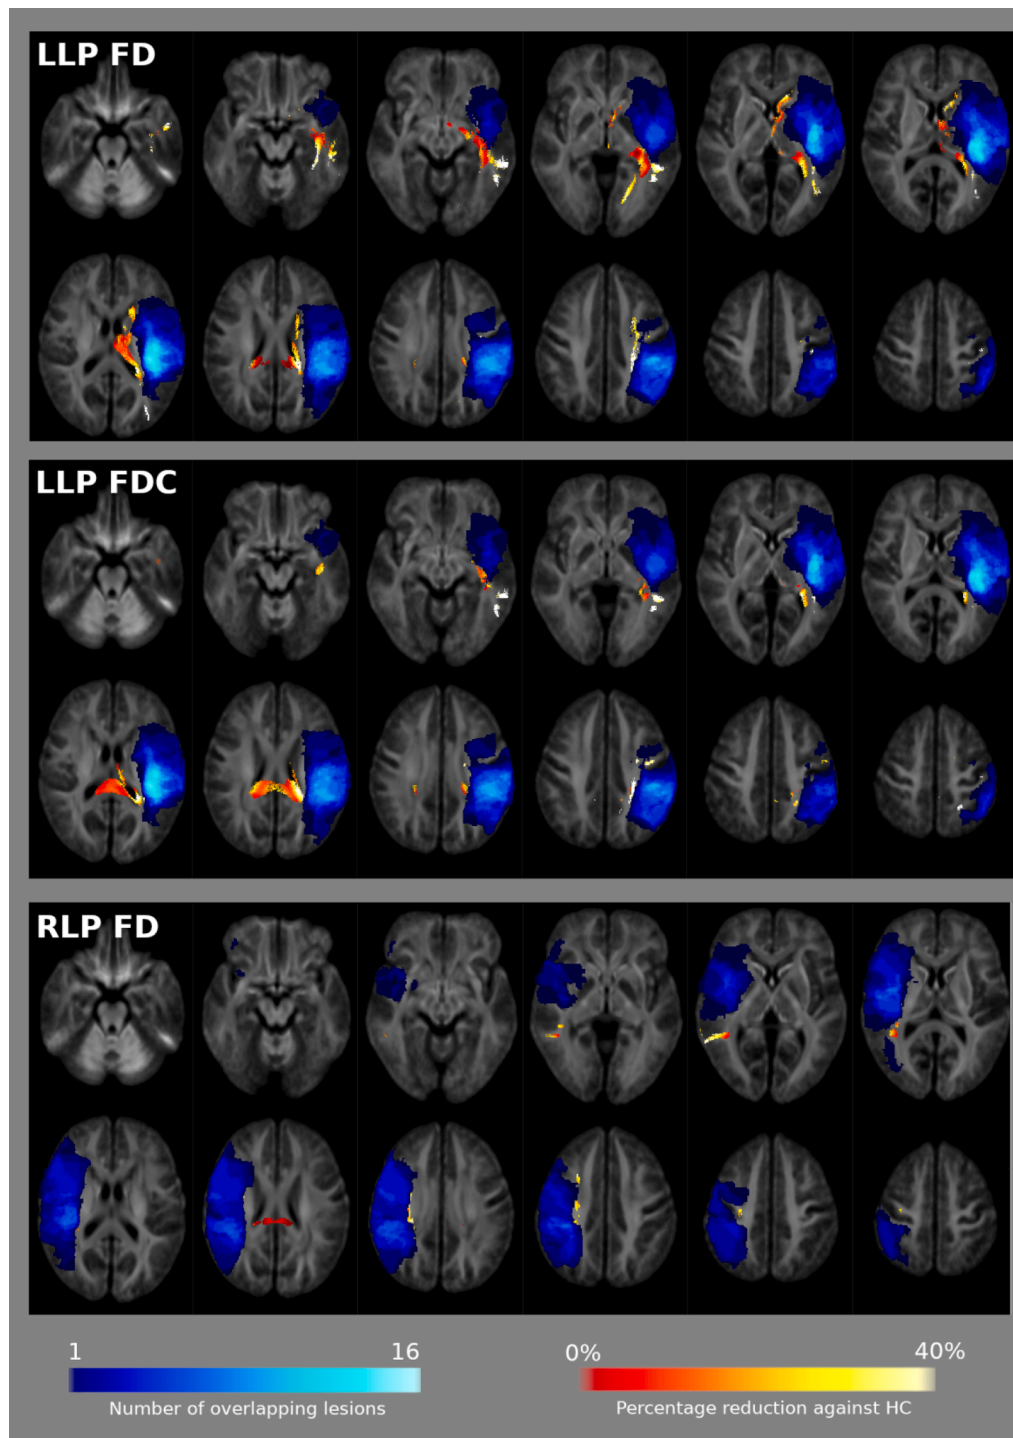 LLP FD
LLP FDC
RLP FD
1 16
0% 40%
Number of overlapping lesions
Percentage reduction against HC